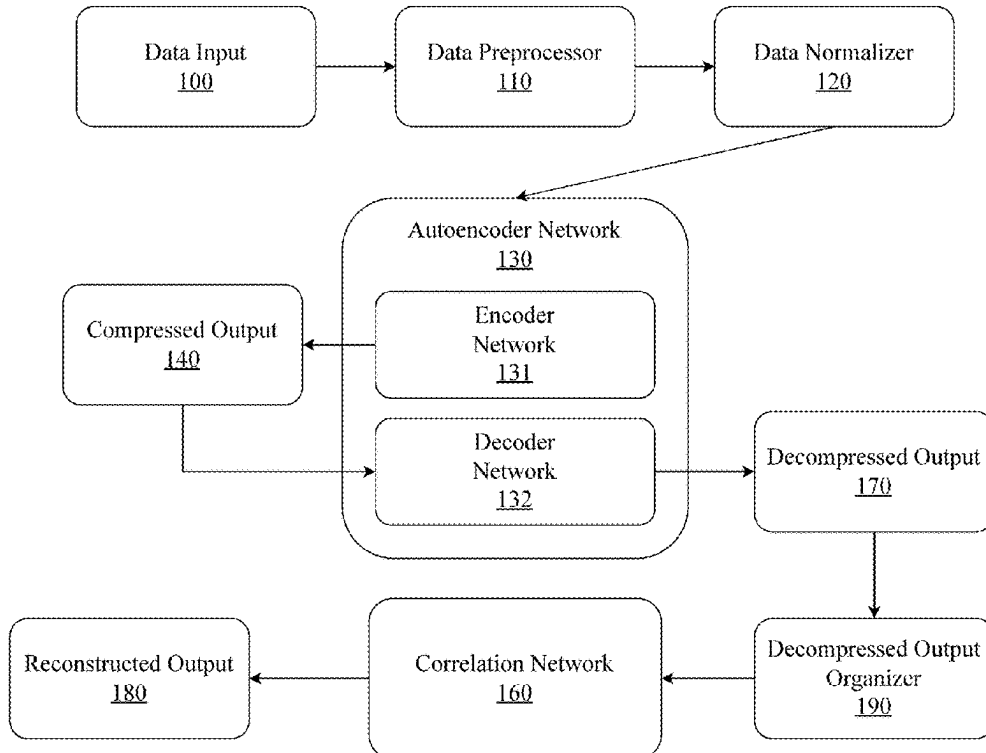 Data Input
100
Data Preprocessor
110
Data Normalizer
120
Autoencoder Network
130
Encoder
Network
131
Compressed Output
140
Decoder
Network
132
Decompressed Output
170
Reconstructed Output
180
Correlation Network
160
Decompressed Output
Organizer
190